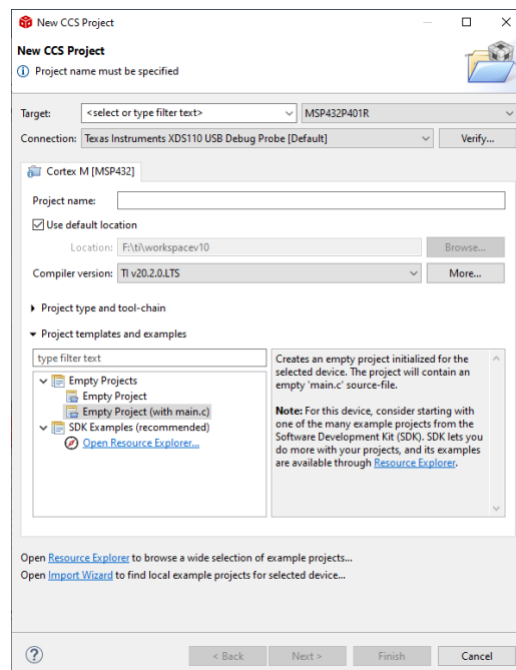 New CCS Project
New CCS Project
Project name must be specified
Target: <select or type filter text> MSP432P401R
Connection: Texas Instruments XDS110 USB Debug Probe [Default] Verify...
Cortex M [MSP432]
Project name:
Use default location
Location: F:\ti\workspacev10 Browse...
Compiler version: TI v20.2.0.LTS More...
Project type and tool-chain
Project templates and examples
type filter text
Empty Projects
Empty Project
Empty Project (with main.c)
SDK Examples (recommended)
Open Resource Explorer...
Creates an empty project initialized for the
selected device. The project will contain an
empty 'main.c' source-file.
Note: For this device, consider starting with
one of the many example projects from the
Software Development Kit (SDK). SDK lets you
do more with your projects, and its examples
are available through Resource Explorer.
Open Resource Explorer to browse a wide selection of example projects...
Open Import Wizard to find local example projects for selected device...
? < Back Next > Finish Cancel